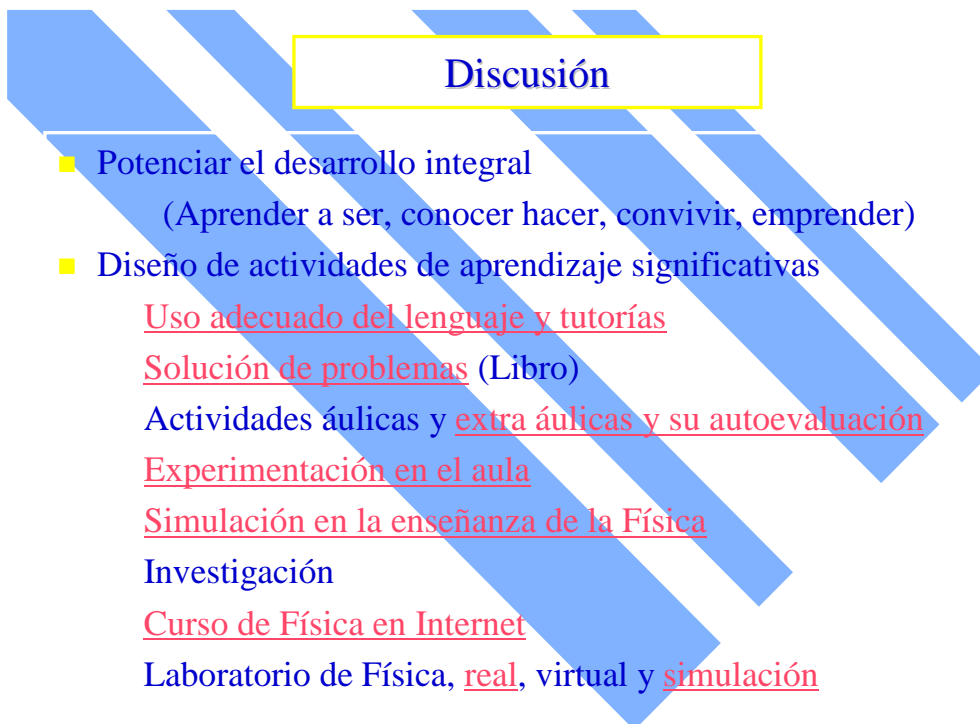 Discusión
Potenciar el desarrollo integral
(Aprender a ser, conocer hacer, convivir, emprender)
Diseño de actividades de aprendizaje significativas
Uso adecuado del lenguaje y tutorías
Solución de problemas (Libro)
Actividades áulicas y extra áulicas y su autoevaluación
Experimentación en el aula
Simulación en la enseñanza de la Física
Investigación
Curso de Física en Internet
Laboratorio de Física, real, virtual y simulación